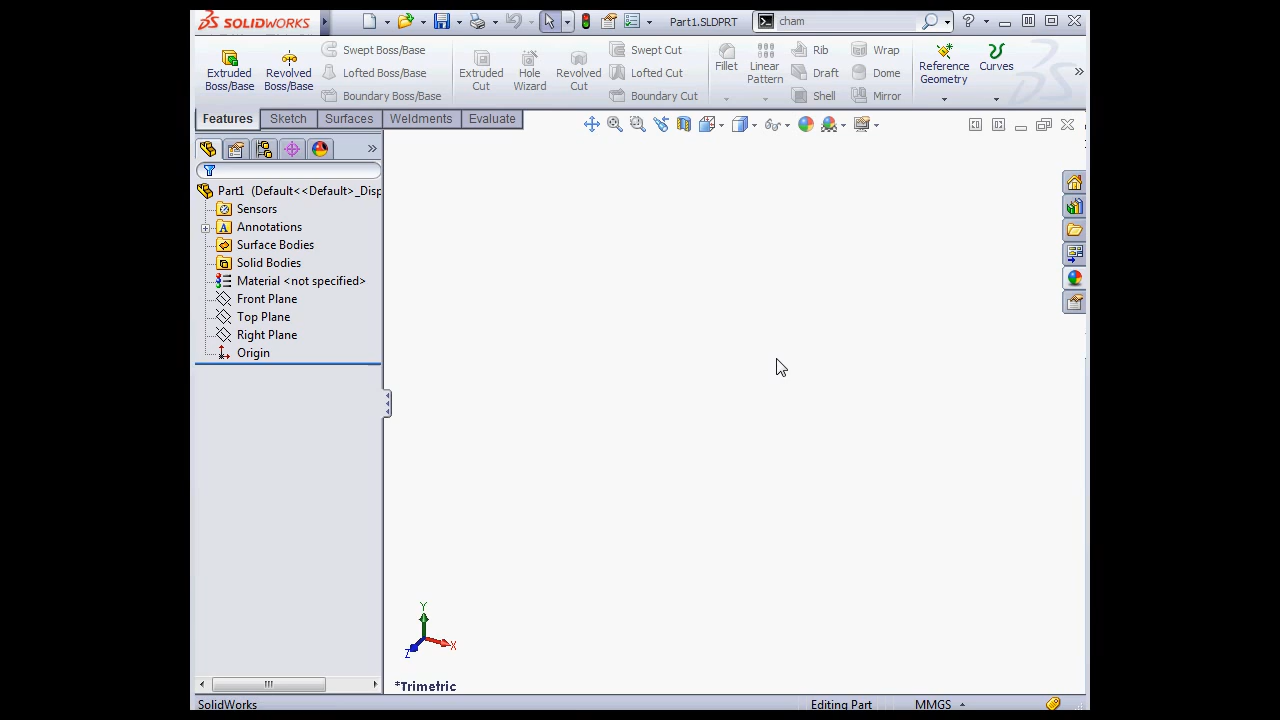 SOLIDWORKS
Part1.SLDPRT
cham
Extruded Boss/Base
Revolved Boss/Base
Swept Boss/Base
Lofted Boss/Base
Boundary Boss/Base
Extruded Cut
Hole Wizard
Revolved Cut
Swept Cut
Lofted Cut
Boundary Cut
Fillet
Linear Pattern
Rib
Draft
Shell
Wrap
Dome
Mirror
Reference Geometry
Curves
Features
Sketch
Surfaces
Weldments
Evaluate
Part1 (Default<<Default>_Disp
Sensors
Annotations
Surface Bodies
Solid Bodies
Material <not specified>
Front Plane
Top Plane
Right Plane
Origin
Y
X
Z
*Trimetric
SolidWorks
Editing Part
MMGS